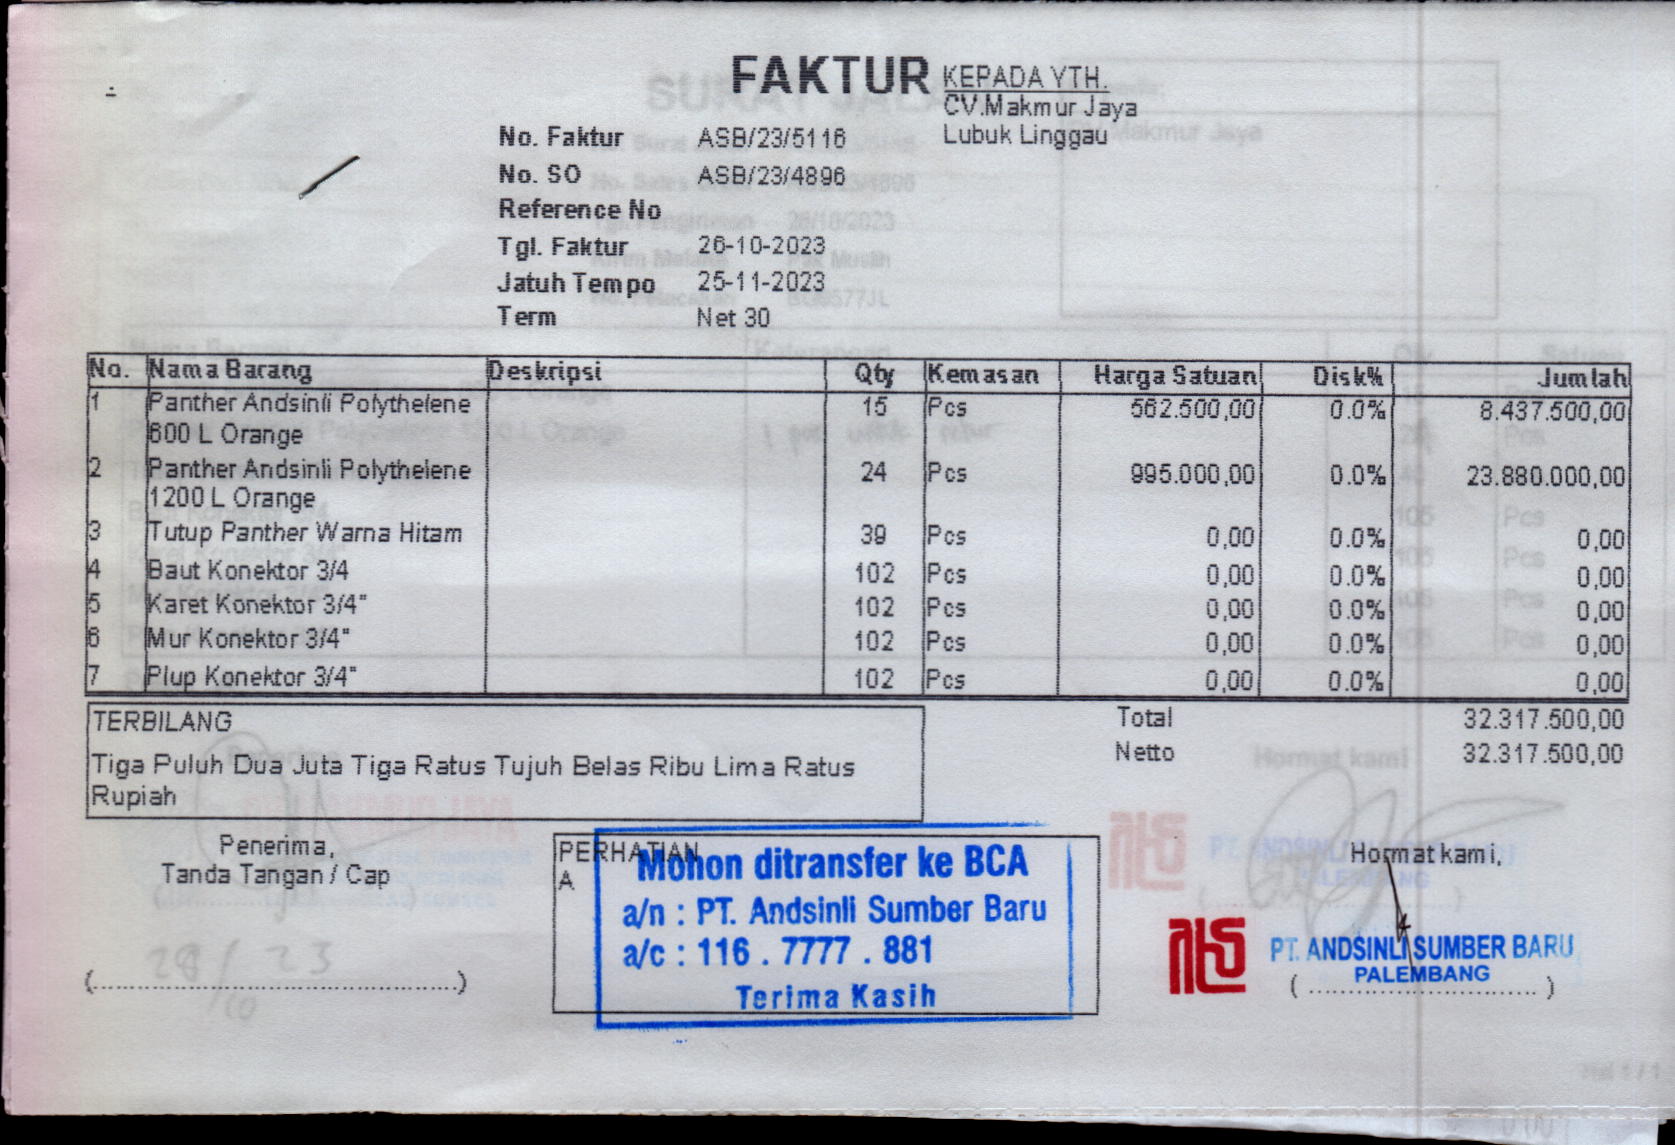 FAKTUR
KEPADA YTH.
CV.Makmur Jaya
Lubuk Linggau
No. Faktur ASB/23/5116
No. SO ASB/23/4896
Reference No
Tgl. Faktur 26-10-2023
Jatuh Tempo 25-11-2023
Term Net 30
No. Nama Barang Deskripsi Qty Kemasan Harga Satuan Disk% Jumlah
1 Panther Andsinli Polythelene 15 Pcs 562.500,00 0.0% 8.437.500,00
600 L Orange
2 Panther Andsinli Polythelene 24 Pcs 995.000,00 0.0% 23.880.000,00
1200 L Orange
3 Tutup Panther Warna Hitam 39 Pcs 0,00 0.0% 0,00
4 Baut Konektor 3/4 102 Pcs 0,00 0.0% 0,00
5 Karet Konektor 3/4" 102 Pcs 0,00 0.0% 0,00
6 Mur Konektor 3/4" 102 Pcs 0,00 0.0% 0,00
7 Plup Konektor 3/4" 102 Pcs 0,00 0.0% 0,00
TERBILANG
Tiga Puluh Dua Juta Tiga Ratus Tujuh Belas Ribu Lima Ratus
Rupiah
Total 32.317.500,00
Netto 32.317.500,00
Penerima,
Tanda Tangan / Cap
PERHATIAN
A
Mohon ditransfer ke BCA
a/n : PT. Andsinli Sumber Baru
a/c : 116 . 7777 . 881
Terima Kasih
Hormat kami,
PT. ANDSINLI SUMBER BARU
PALEMBANG